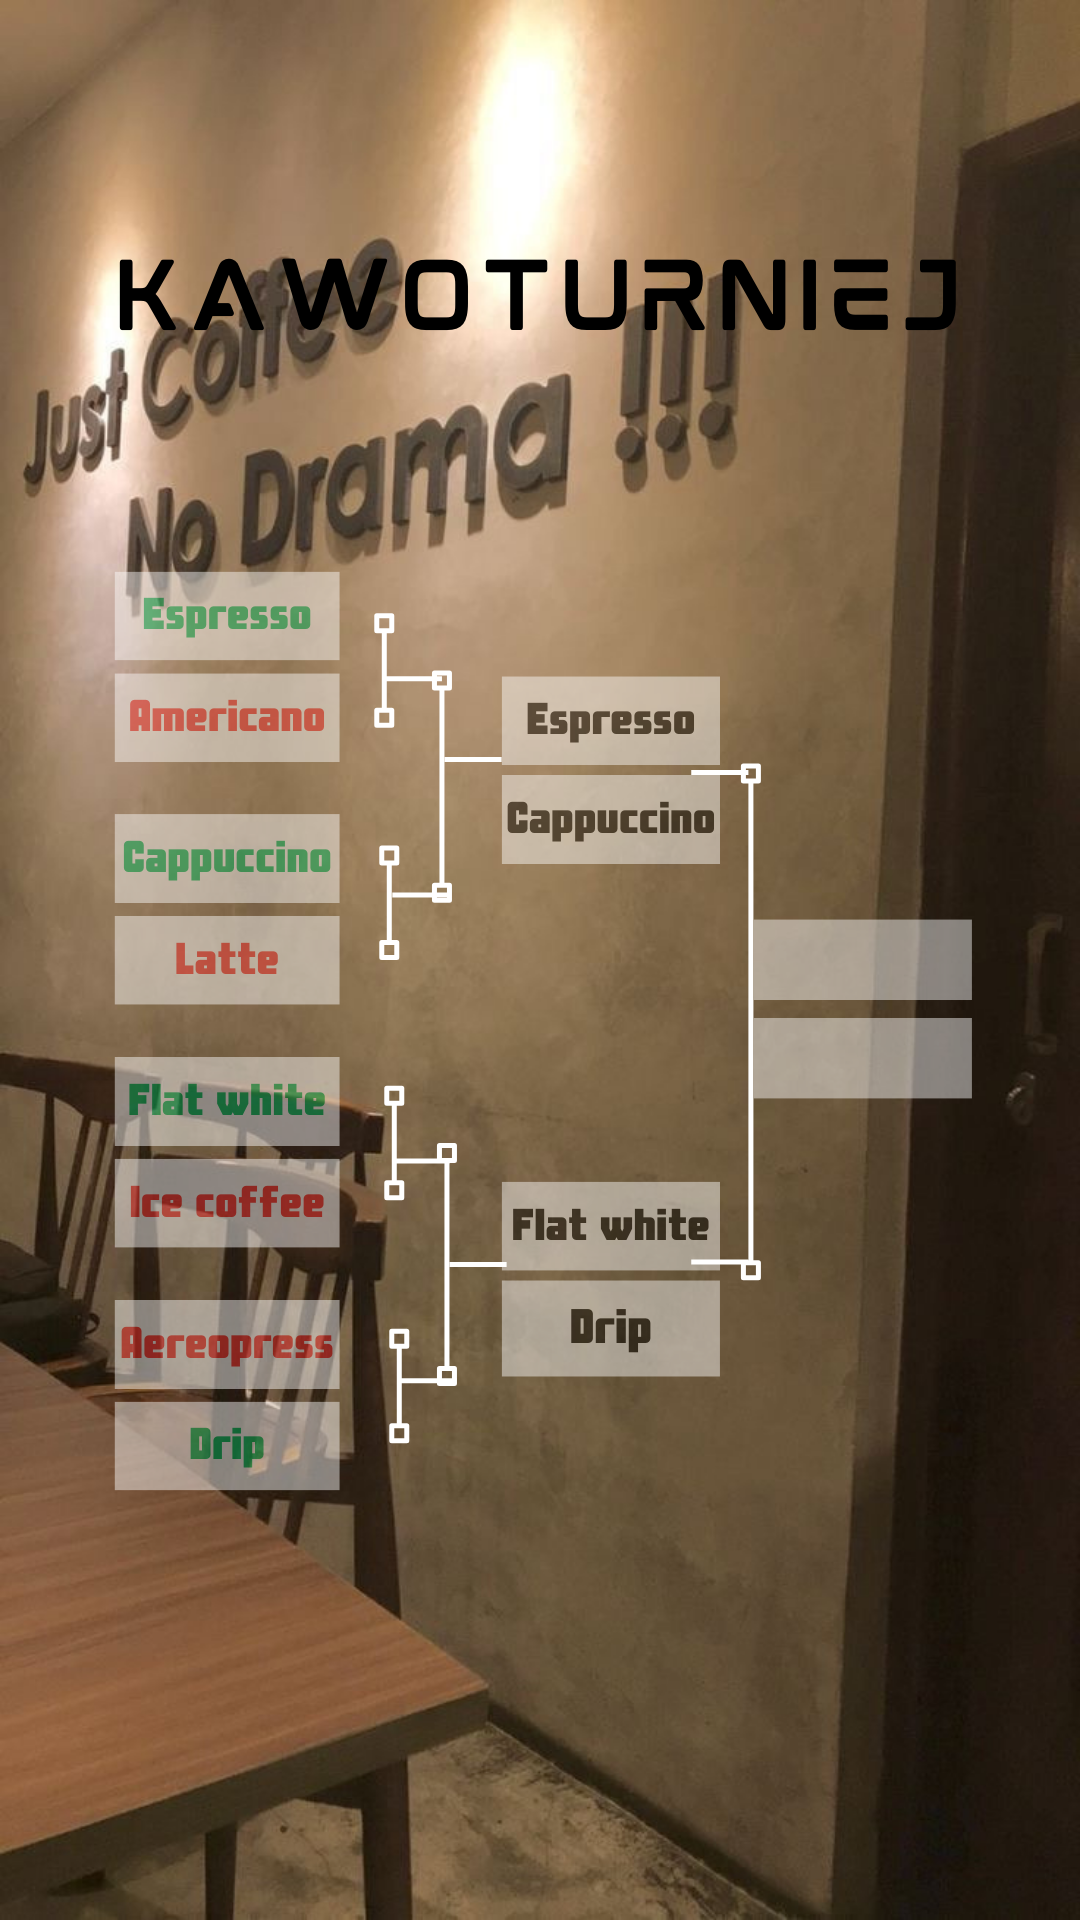 KAWOTURNIEJ
Just Coffee
No Drama !!!
Espresso
Americano
Cappuccino
Latte
Flat white
Ice coffee
Aereopress
Drip
Espresso
Cappuccino
Flat white
Drip